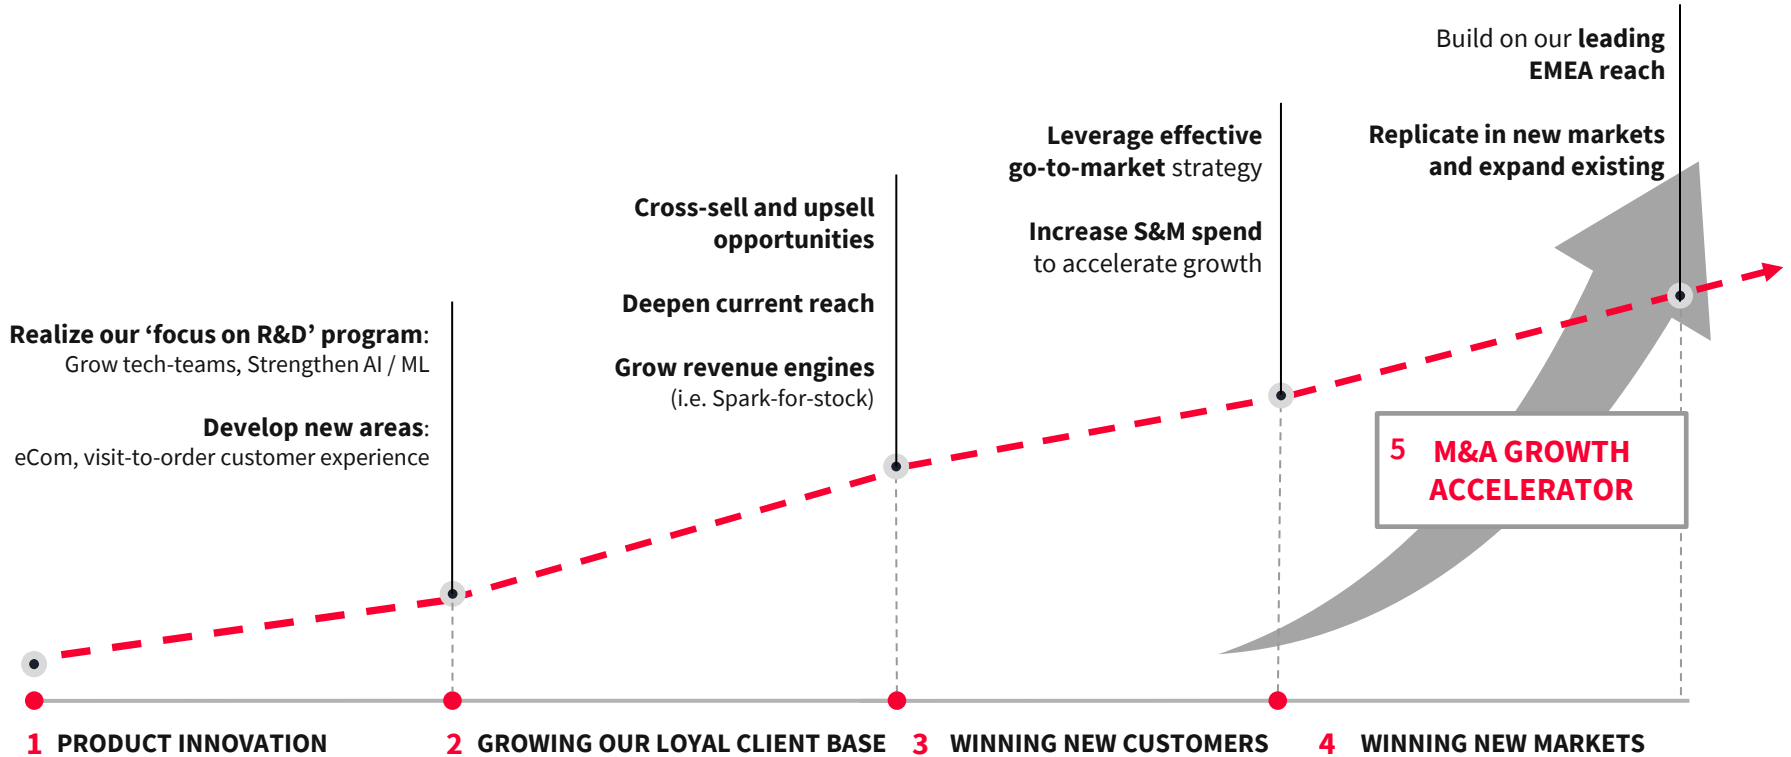 Realize our ‘focus on R&D’ program:
Grow tech-teams, Strengthen AI / ML
Develop new areas:
eCom, visit-to-order customer experience
Cross-sell and upsell
opportunities
Deepen current reach
Grow revenue engines
(i.e. Spark-for-stock)
Leverage effective
go-to-market strategy
Increase S&M spend
to accelerate growth
Build on our leading
EMEA reach
Replicate in new markets
and expand existing
5 M&A GROWTH
ACCELERATOR
1 PRODUCT INNOVATION
2 GROWING OUR LOYAL CLIENT BASE
3 WINNING NEW CUSTOMERS
4 WINNING NEW MARKETS